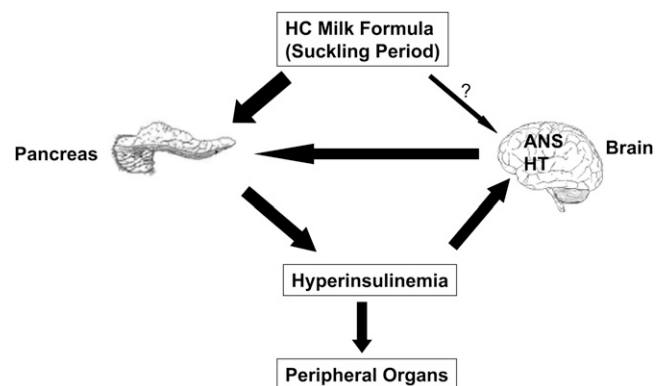 HC Milk Formula
(Suckling Period)
?
Pancreas
ANS
HT
Brain
Hyperinsulinemia
Peripheral Organs